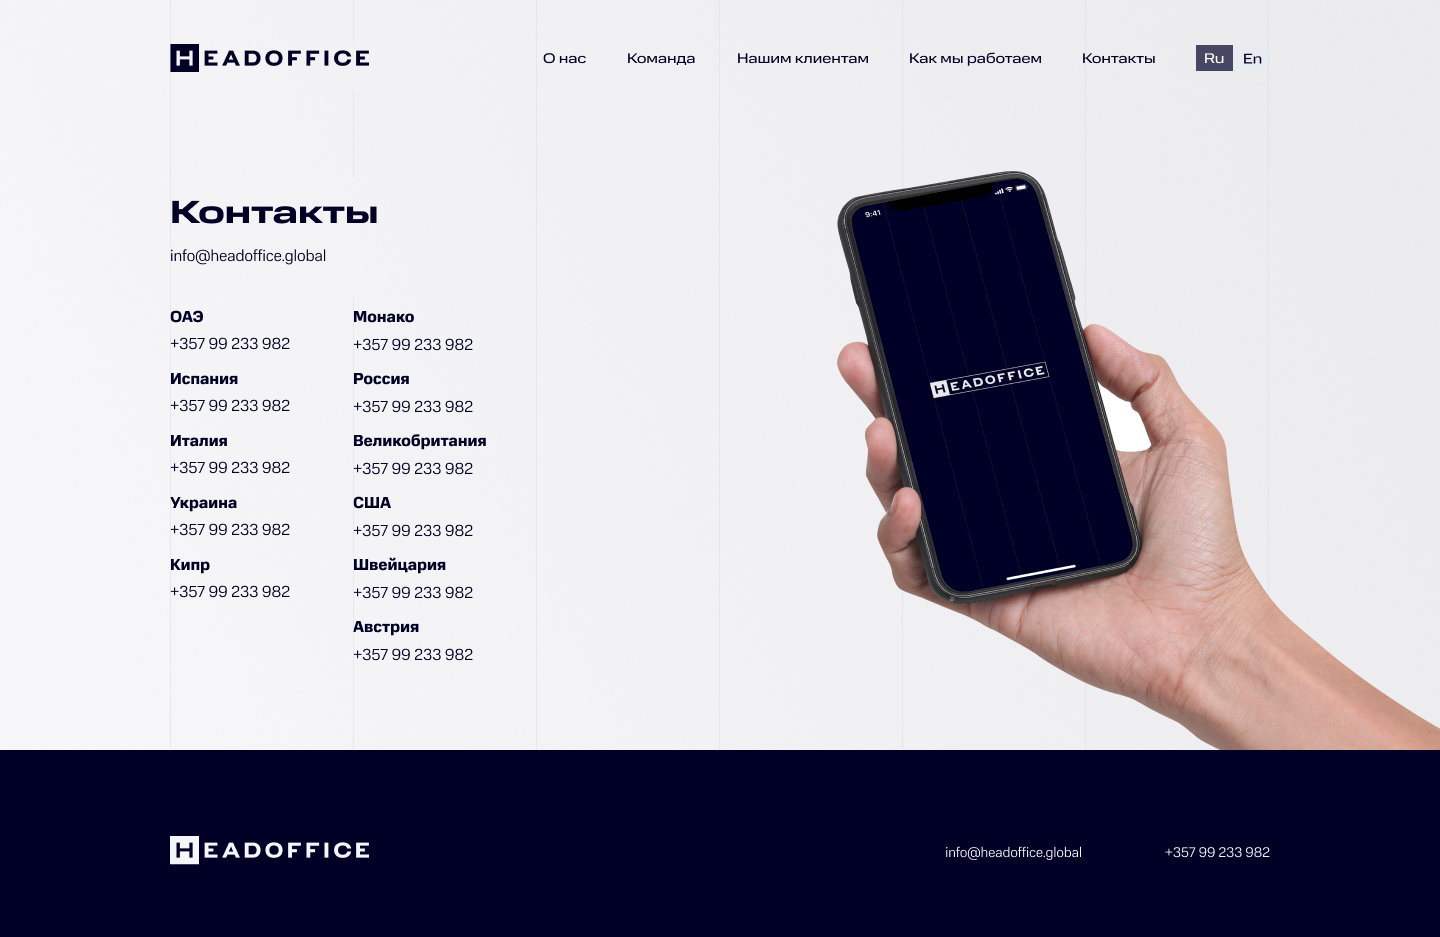 HEADOFFICE
О нас
Команда
Нашим клиентам
Как мы работаем
Контакты
Ru
En
Контакты
info@headoffice.global
ОАЭ
+357 99 233 982
Испания
+357 99 233 982
Италия
+357 99 233 982
Украина
+357 99 233 982
Кипр
+357 99 233 982
Монако
+357 99 233 982
Россия
+357 99 233 982
Великобритания
+357 99 233 982
США
+357 99 233 982
Швейцария
+357 99 233 982
Австрия
+357 99 233 982
9:41
HEADOFFICE
HEADOFFICE
info@headoffice.global
+357 99 233 982